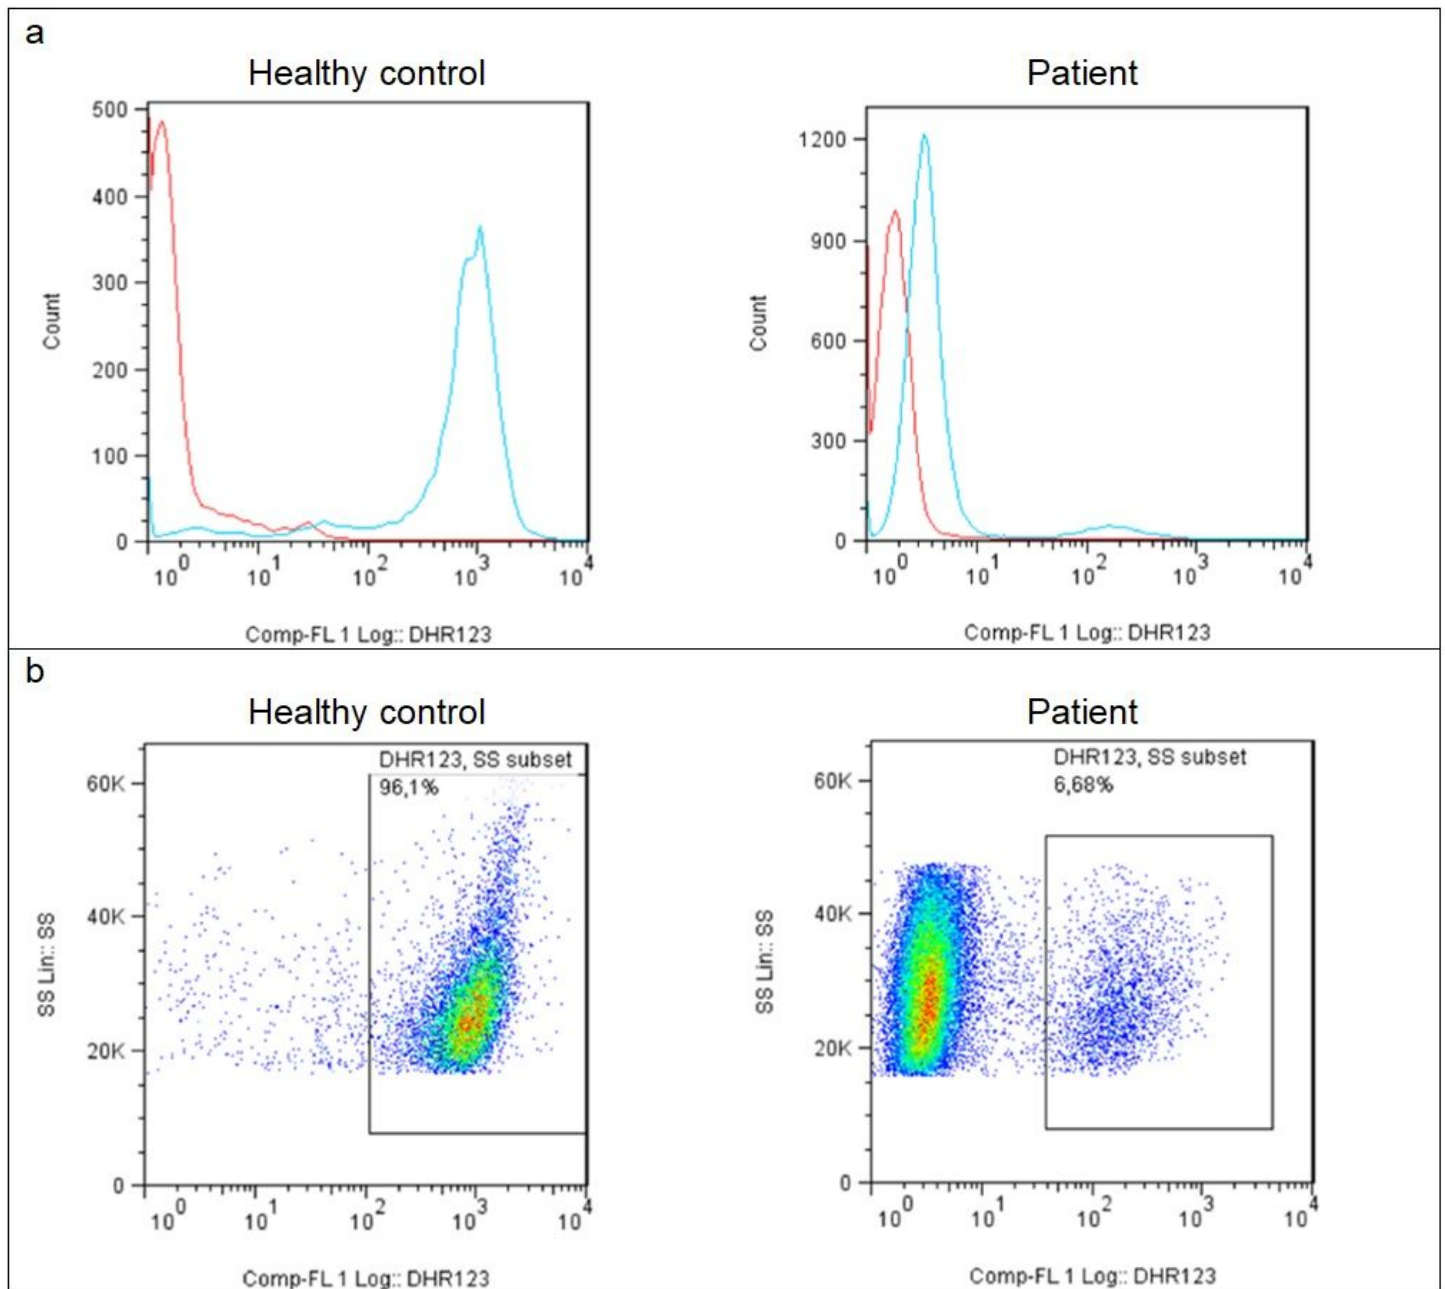 a
Healthy control
Patient
500
400
300
200
100
0
Count
10^0 10^1 10^2 10^3 10^4
Comp-FL 1 Log:: DHR123
1200
900
600
300
0
Count
10^0 10^1 10^2 10^3 10^4
Comp-FL 1 Log:: DHR123
b
Healthy control
Patient
DHR123, SS subset
96,1%
60K
40K
20K
0
SS Lin:: SS
10^0 10^1 10^2 10^3 10^4
Comp-FL 1 Log:: DHR123
DHR123, SS subset
6,68%
60K
40K
20K
0
SS Lin:: SS
10^0 10^1 10^2 10^3 10^4
Comp-FL 1 Log:: DHR123